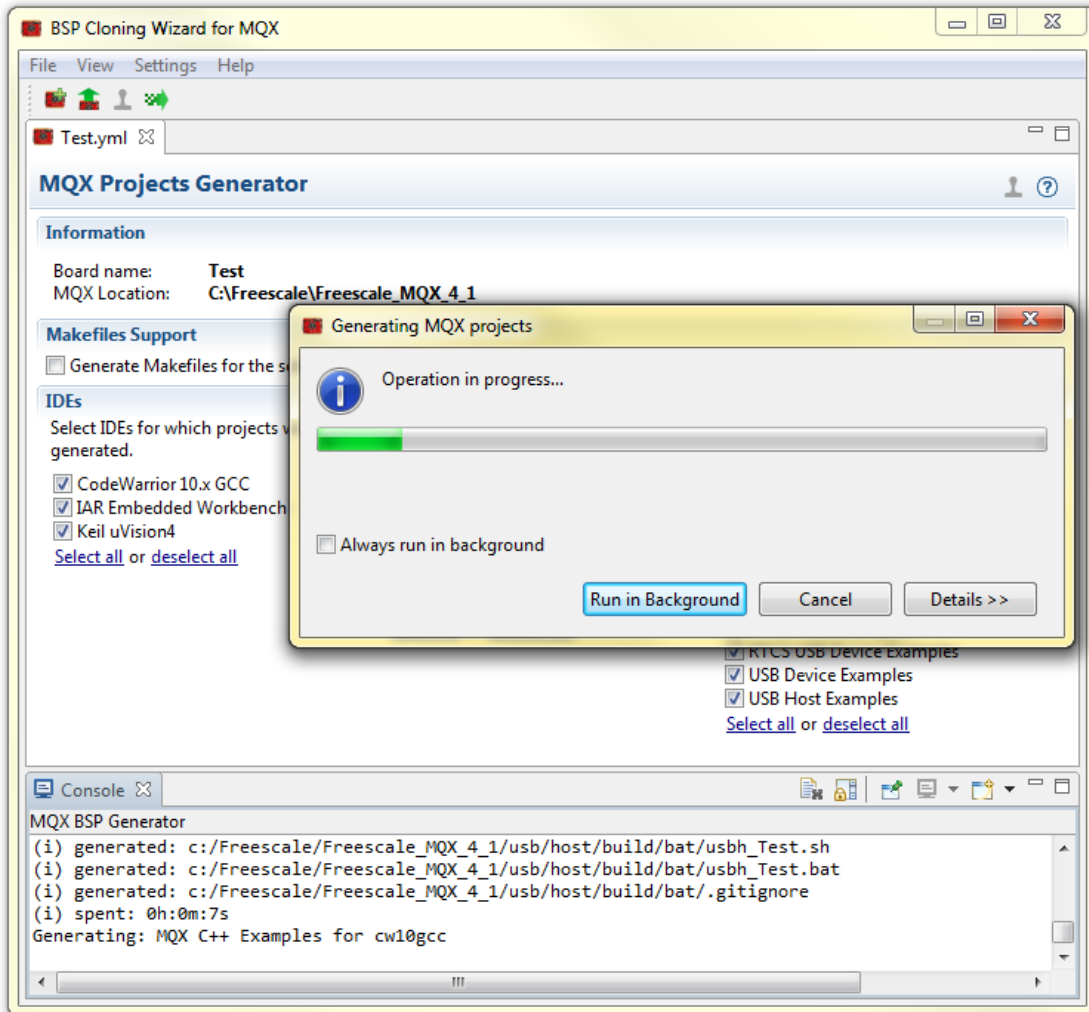 BSP Cloning Wizard for MQX
File View Settings Help
Test.yml
MQX Projects Generator
Information
Board name: Test
MQX Location: C:\Freescale\Freescale_MQX_4_1
Makefiles Support
Generate Makefiles for the
IDEs
Select IDEs for which projects
generated.
CodeWarrior 10.x GCC
IAR Embedded Workbench
Keil uVision4
Select all or deselect all
Generating MQX projects
Operation in progress...
Always run in background
Run in Background
Cancel
Details >>
RTCS USB Device Examples
USB Device Examples
USB Host Examples
Select all or deselect all
Console
MQX BSP Generator
(i) generated: c:/Freescale/Freescale_MQX_4_1/usb/host/build/bat/usbh_Test.sh
(i) generated: c:/Freescale/Freescale_MQX_4_1/usb/host/build/bat/usbh_Test.bat
(i) generated: c:/Freescale/Freescale_MQX_4_1/usb/host/build/bat/.gitignore
(i) spent: 0h:0m:7s
Generating: MQX C++ Examples for cw10gcc